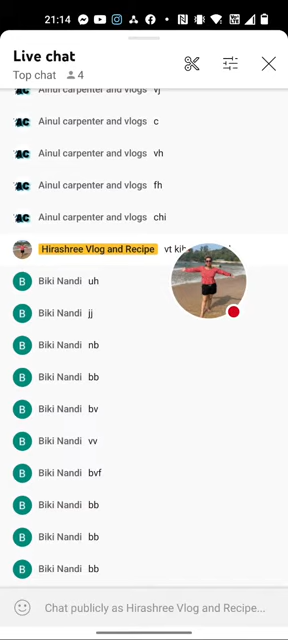 21:14
Live chat
Top chat 4
Ainul carpenter and vlogs vj
Ainul carpenter and vlogs c
Ainul carpenter and vlogs vh
Ainul carpenter and vlogs fh
Ainul carpenter and vlogs chi
Hirashree Vlog and Recipe vt
B Biki Nandi uh
B Biki Nandi jj
B Biki Nandi nb
B Biki Nandi bb
B Biki Nandi bv
B Biki Nandi vv
B Biki Nandi bvf
B Biki Nandi bb
B Biki Nandi bb
B Biki Nandi bb
Chat publicly as Hirashree Vlog and Recipe...